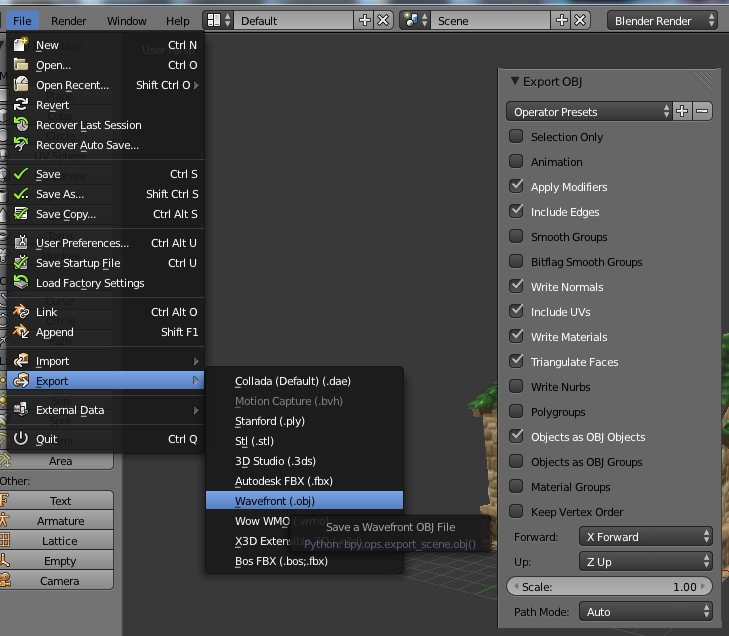 File Render Window Help Default Scene Blender Render
New Ctrl N
Open... Ctrl O
Open Recent... Shift Ctrl O
Revert
Recover Last Session
Recover Auto Save...
Save Ctrl S
Save As... Shift Ctrl S
Save Copy... Ctrl Alt S
User Preferences... Ctrl Alt U
Save Startup File Ctrl U
Load Factory Settings
Link Ctrl Alt O
Append Shift F1
Import
Export
External Data
Quit Ctrl Q
Area
Other:
Text
Armature
Lattice
Empty
Camera
Collada (Default) (.dae)
Motion Capture (.bvh)
Stanford (.ply)
Stl (.stl)
3D Studio (.3ds)
Autodesk FBX (.fbx)
Wavefront (.obj)
Wow WMO (.wmo)
X3D Extens
Bos FBX (.bos;.fbx)
Save a Wavefront OBJ File
Python: bpy.ops.export_scene.obj()
Export OBJ
Operator Presets
Selection Only
Animation
Apply Modifiers
Include Edges
Smooth Groups
Bitflag Smooth Groups
Write Normals
Include UVs
Write Materials
Triangulate Faces
Write Nurbs
Polygroups
Objects as OBJ Objects
Objects as OBJ Groups
Material Groups
Keep Vertex Order
Forward: X Forward
Up: Z Up
Scale: 1.00
Path Mode: Auto